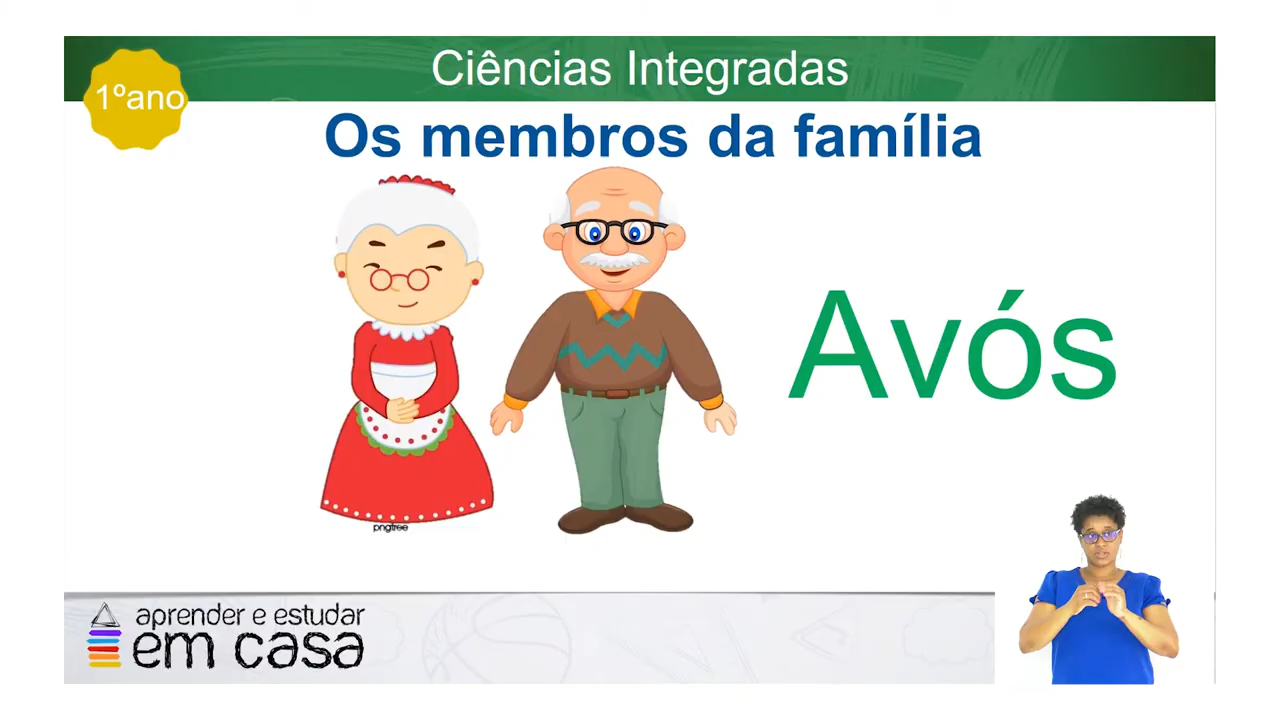 Ciências Integradas
1ºano
Os membros da família
Avós
pngtree
aprender e estudar
em casa